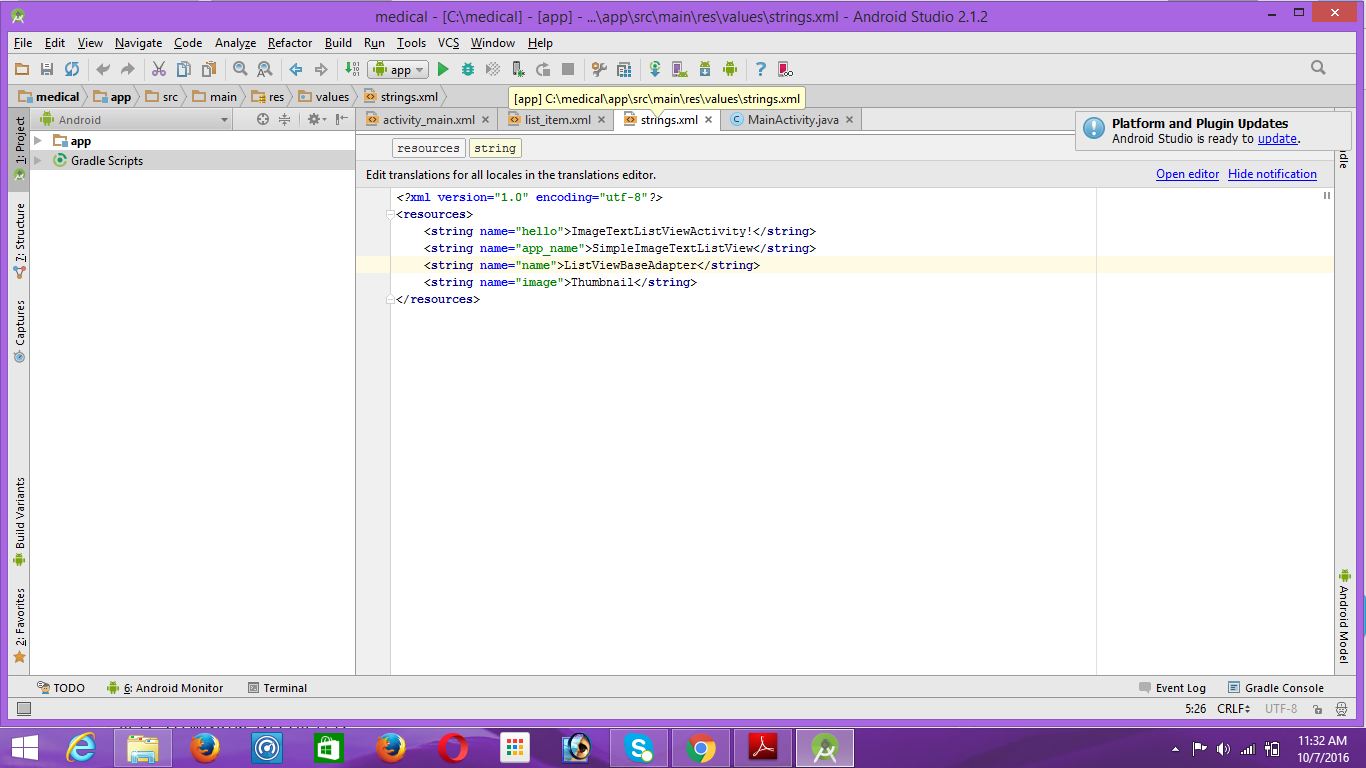 medical - [C:\medical] - [app] - ...\app\src\main\res\values\strings.xml - Android Studio 2.1.2
File Edit View Navigate Code Analyze Refactor Build Run Tools VCS Window Help
app
medical app src main res values strings.xml
[app] C:\medical\app\src\main\res\values\strings.xml
Android
activity_main.xml list_item.xml strings.xml MainActivity.java
Platform and Plugin Updates
Android Studio is ready to update.
app
Gradle Scripts
resources string
Edit translations for all locales in the translations editor.
Open editor Hide notification
<?xml version="1.0" encoding="utf-8"?>
<resources>
<string name="hello">ImageTextListViewActivity!</string>
<string name="app_name">SimpleImageTextListView</string>
<string name="name">ListViewBaseAdapter</string>
<string name="image">Thumbnail</string>
</resources>
1: Project
7: Structure
Captures
Build Variants
2: Favorites
Android Model
TODO 6: Android Monitor Terminal Event Log Gradle Console
5:26 CRLF UTF-8
11:32 AM
10/7/2016